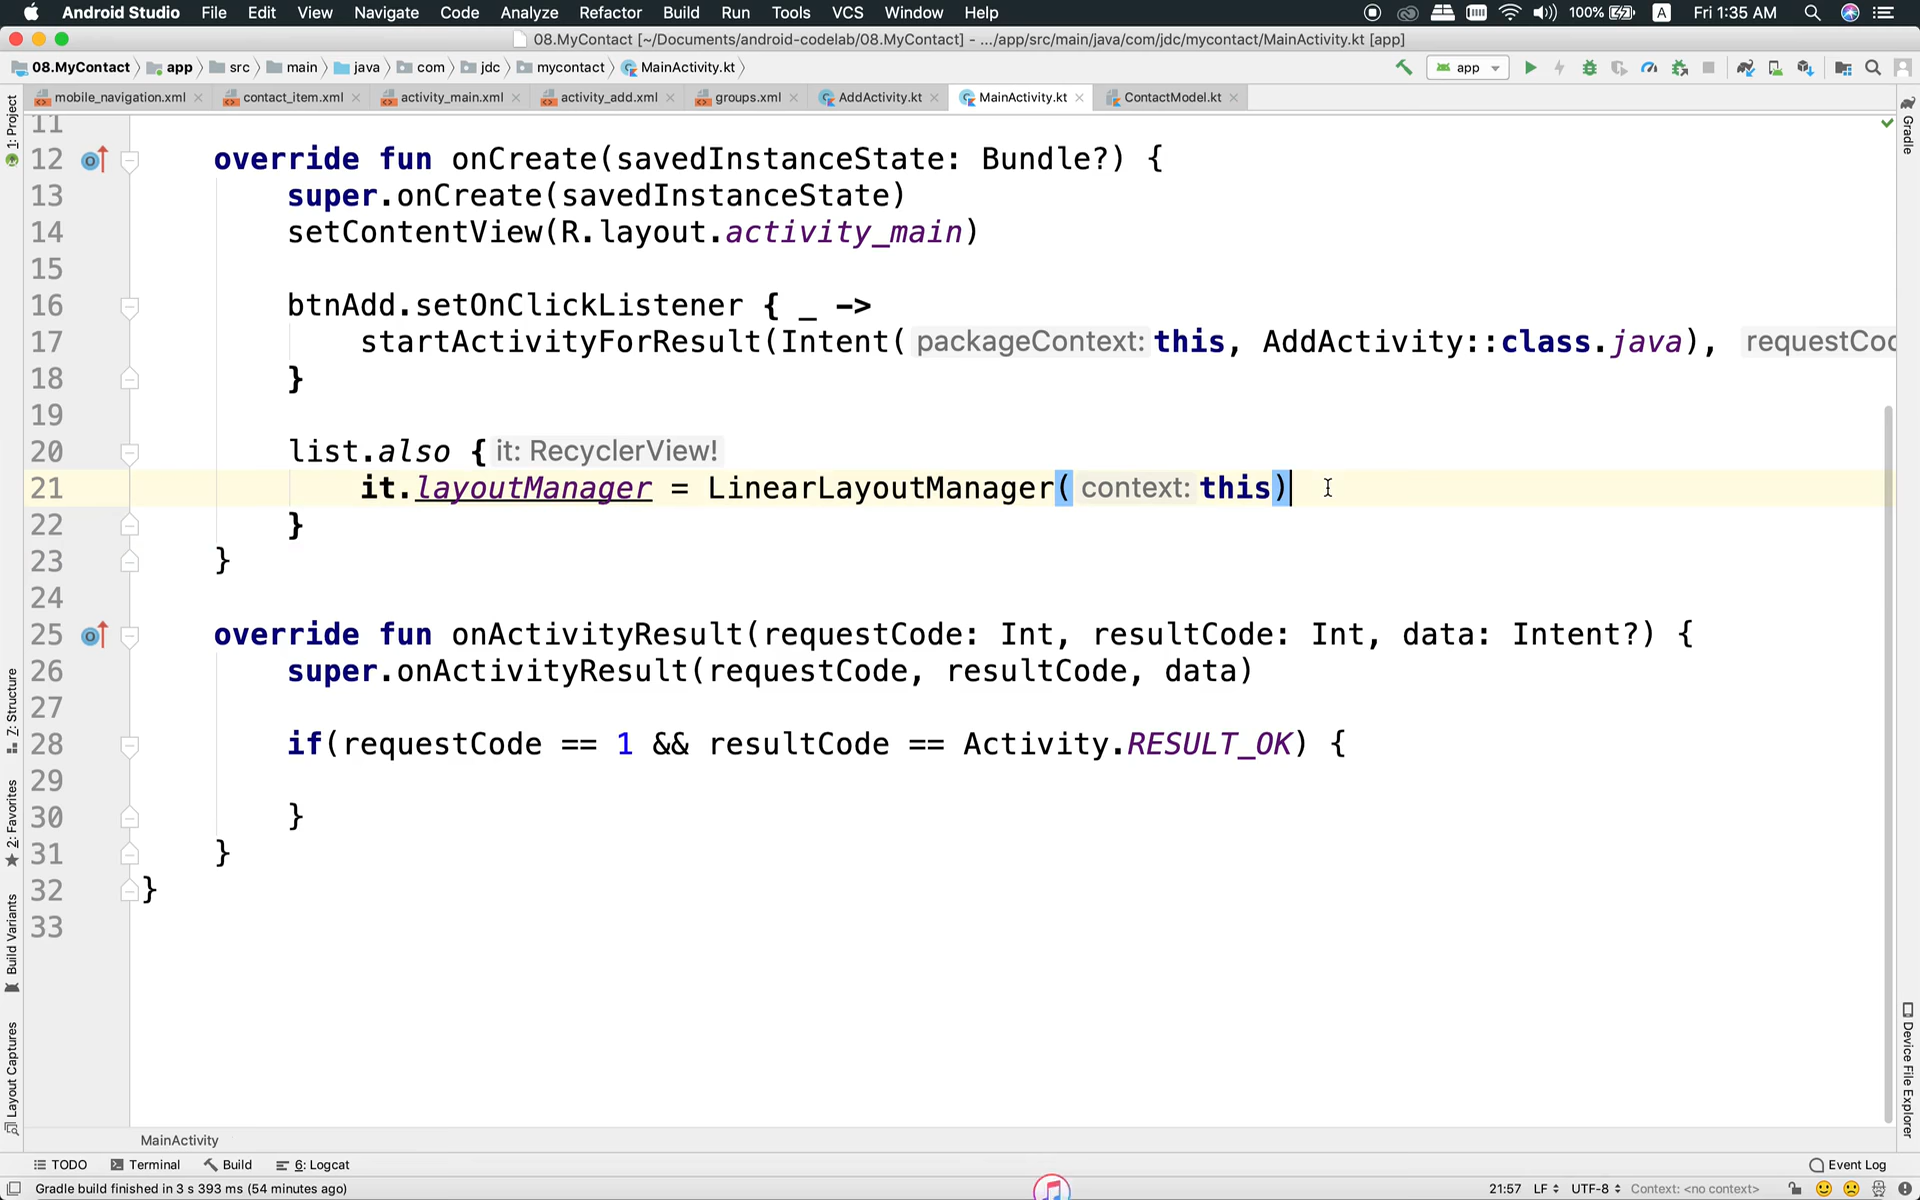 Android Studio File Edit View Navigate Code Analyze Refactor Build Run Tools VCS Window Help 100% A Fri 1:35 AM
08.MyContact [~/Documents/android-codelab/08.MyContact] - .../app/src/main/java/com/jdc/mycontact/MainActivity.kt [app]
08.MyContact app src main java com jdc mycontact MainActivity.kt app
mobile_navigation.xml contact_item.xml activity_main.xml activity_add.xml groups.xml AddActivity.kt MainActivity.kt ContactModel.kt
1: Project
Gradle
11
12 override fun onCreate(savedInstanceState: Bundle?) {
13 super.onCreate(savedInstanceState)
14 setContentView(R.layout.activity_main)
15
16 btnAdd.setOnClickListener { _ ->
17 startActivityForResult(Intent( packageContext: this, AddActivity::class.java), requestCod
18 }
19
20 list.also { it: RecyclerView!
21 it.layoutManager = LinearLayoutManager( context: this)
22 }
23 }
24
25 override fun onActivityResult(requestCode: Int, resultCode: Int, data: Intent?) {
26 super.onActivityResult(requestCode, resultCode, data)
27
28 if(requestCode == 1 && resultCode == Activity.RESULT_OK) {
29
30 }
31 }
32 }
33
7: Structure
2: Favorites
Build Variants
Layout Captures
Device File Explorer
MainActivity
TODO Terminal Build 6: Logcat Event Log
Gradle build finished in 3 s 393 ms (54 minutes ago) 21:57 LF UTF-8 Context: <no context>